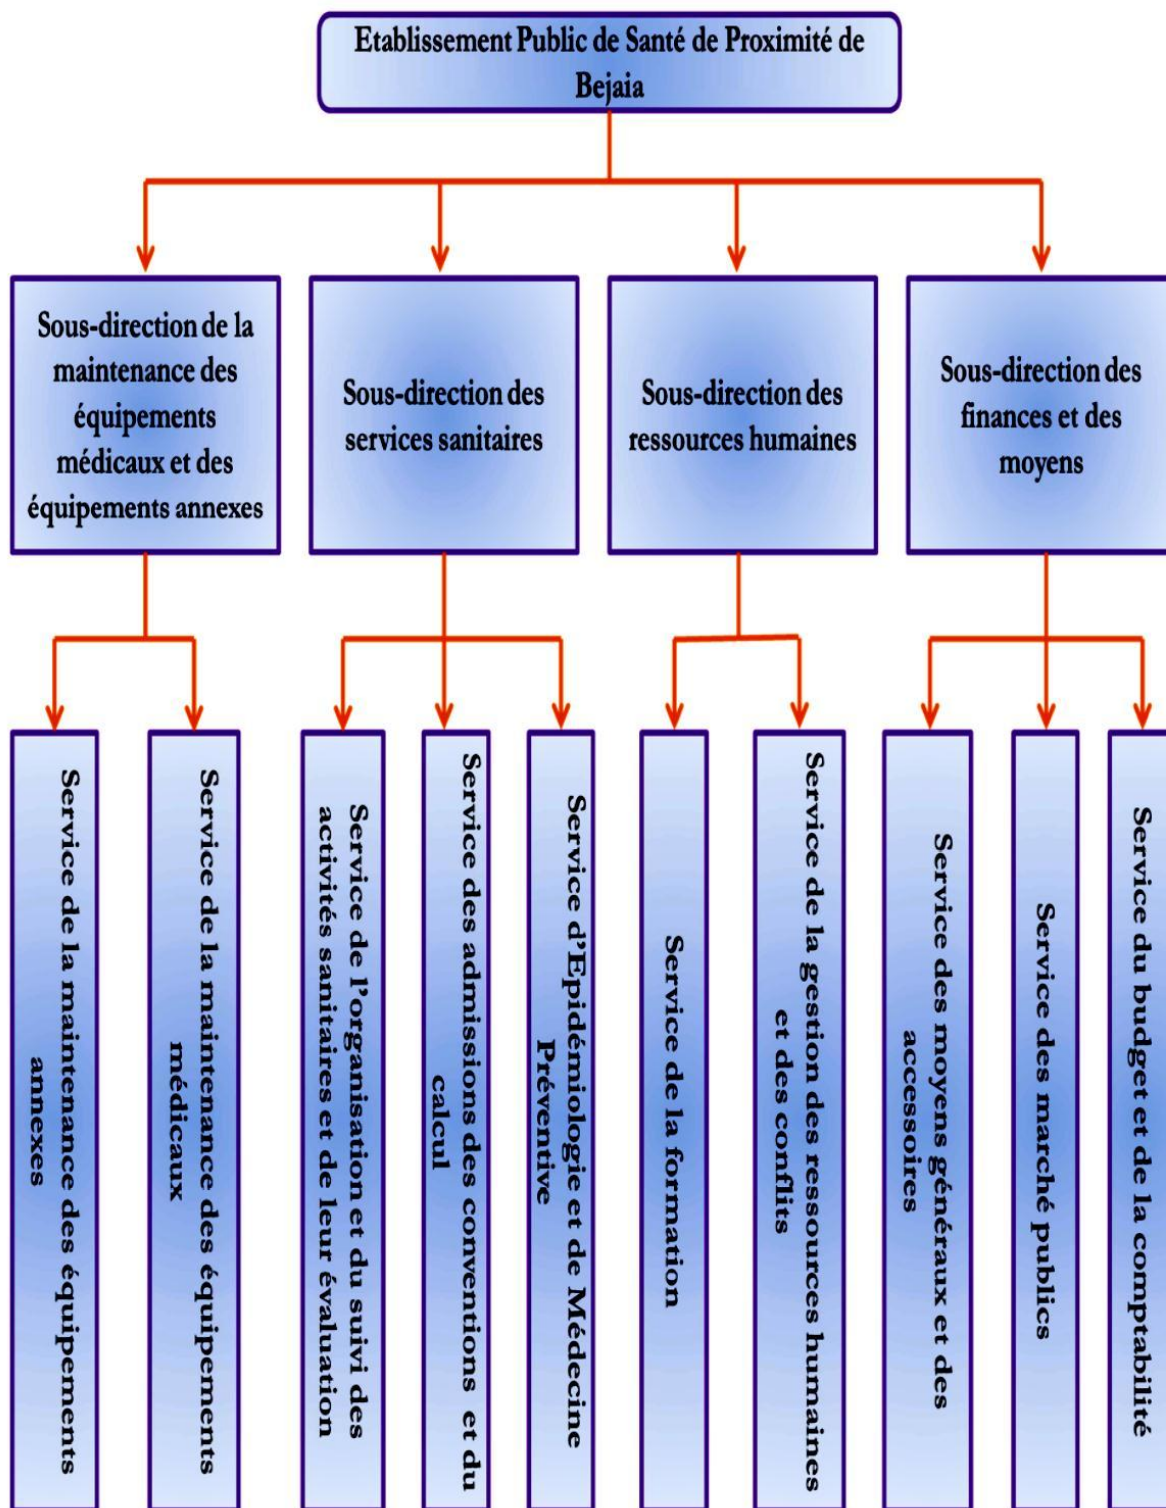 Etablissement Public de Santé de Proximité de
Bejaia
Sous-direction de la
maintenance des
équipements
médicaux et des
équipements annexes
Sous-direction des
services sanitaires
Sous-direction des
ressources humaines
Sous-direction des
finances et des
moyens
Service de la maintenance des équipements
annexes
Service de la maintenance des équipements
médicaux
Service de l'organisation et du suivi des
activités sanitaires et de leur évaluation
Service des admissions des conventions et du
calcul
Service d'Epidémiologie et de Médecine
Préventive
Service de la formation
Service de la gestion des ressources humaines
et des conflits
Service des moyens généraux et des
accessoires
Service des marché publics
Service du budget et de la comptabilité